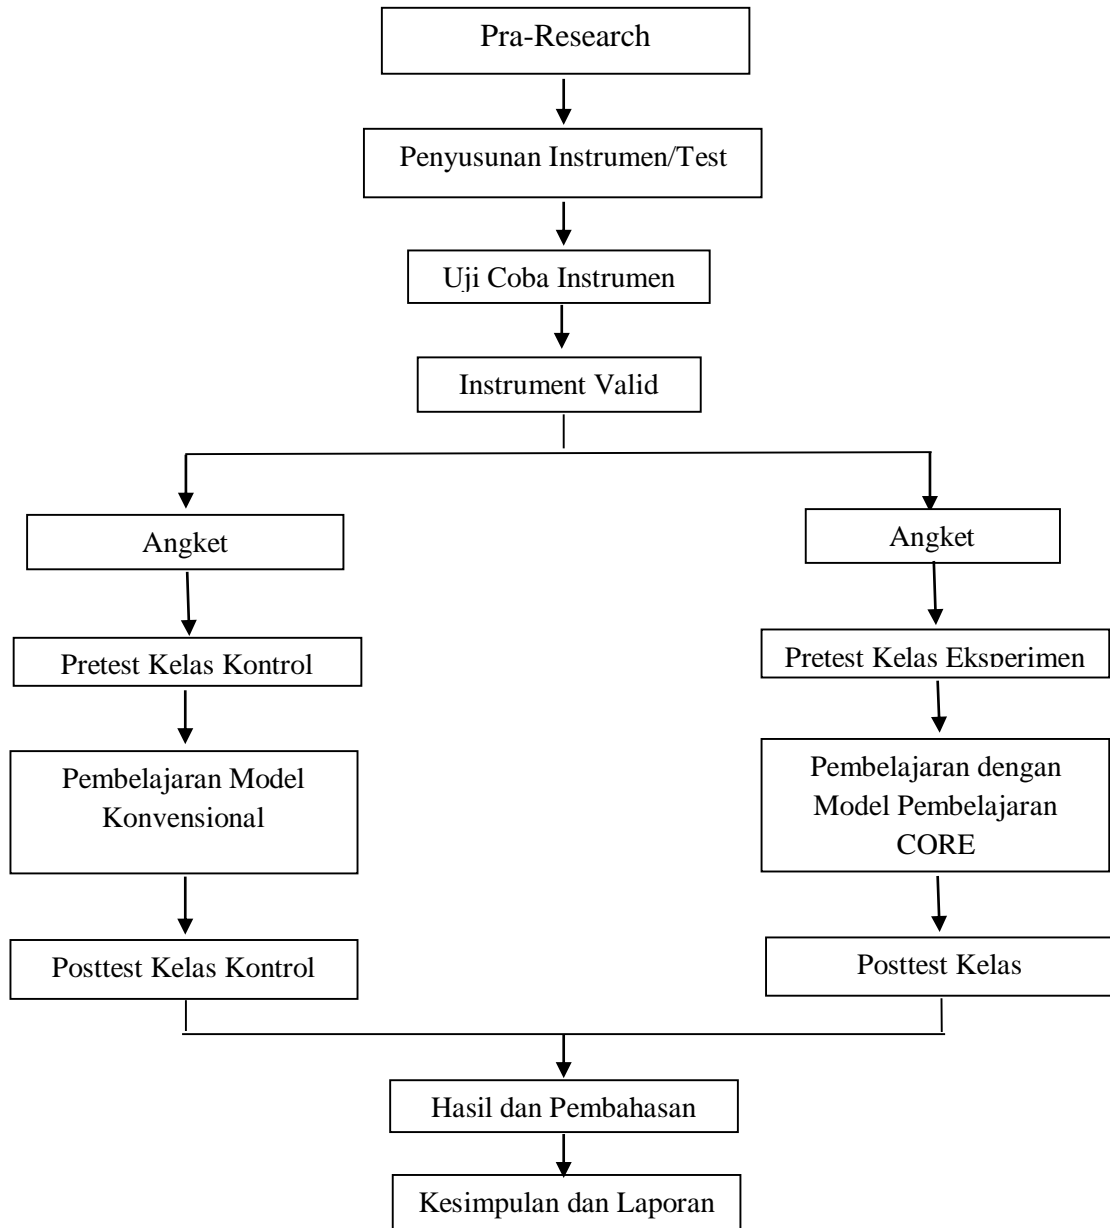 Pra-Research
Penyusunan Instrumen/Test
Uji Coba Instrumen
Instrument Valid
Angket
Angket
Pretest Kelas Kontrol
Pretest Kelas Eksperimen
Pembelajaran Model
Konvensional
Pembelajaran dengan
Model Pembelajaran
CORE
Posttest Kelas Kontrol
Posttest Kelas
Hasil dan Pembahasan
Kesimpulan dan Laporan